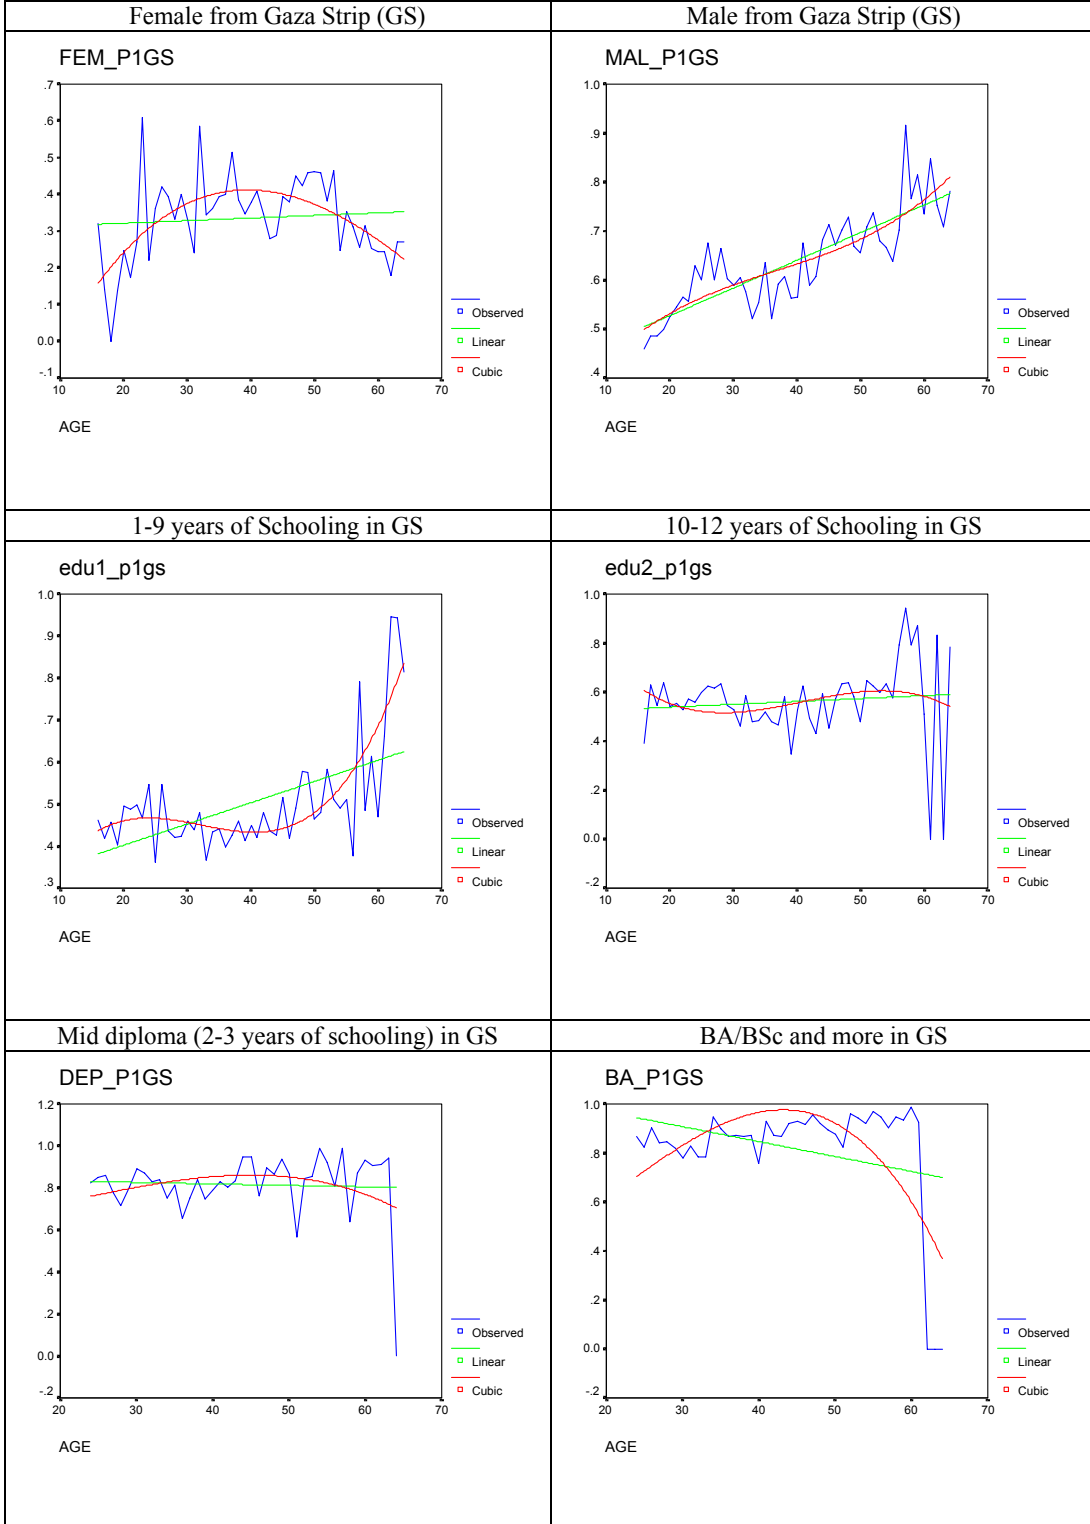 Female from Gaza Strip (GS)
Male from Gaza Strip (GS)
FEM_P1GS
.7
.6
.5
.4
.3
.2
.1
0.0
-.1
10 20 30 40 50 60 70
AGE
Observed
Linear
Cubic
MAL_P1GS
1.0
.9
.8
.7
.6
.5
.4
10 20 30 40 50 60 70
AGE
Observed
Linear
Cubic
1-9 years of Schooling in GS
10-12 years of Schooling in GS
edu1_p1gs
1.0
.9
.8
.7
.6
.5
.4
.3
10 20 30 40 50 60 70
AGE
Observed
Linear
Cubic
edu2_p1gs
1.0
.8
.6
.4
.2
0.0
-.2
10 20 30 40 50 60 70
AGE
Observed
Linear
Cubic
Mid diploma (2-3 years of schooling) in GS
BA/BSc and more in GS
DEP_P1GS
1.2
1.0
.8
.6
.4
.2
0.0
-.2
20 30 40 50 60 70
AGE
Observed
Linear
Cubic
BA_P1GS
1.0
.8
.6
.4
.2
0.0
-.2
20 30 40 50 60 70
AGE
Observed
Linear
Cubic